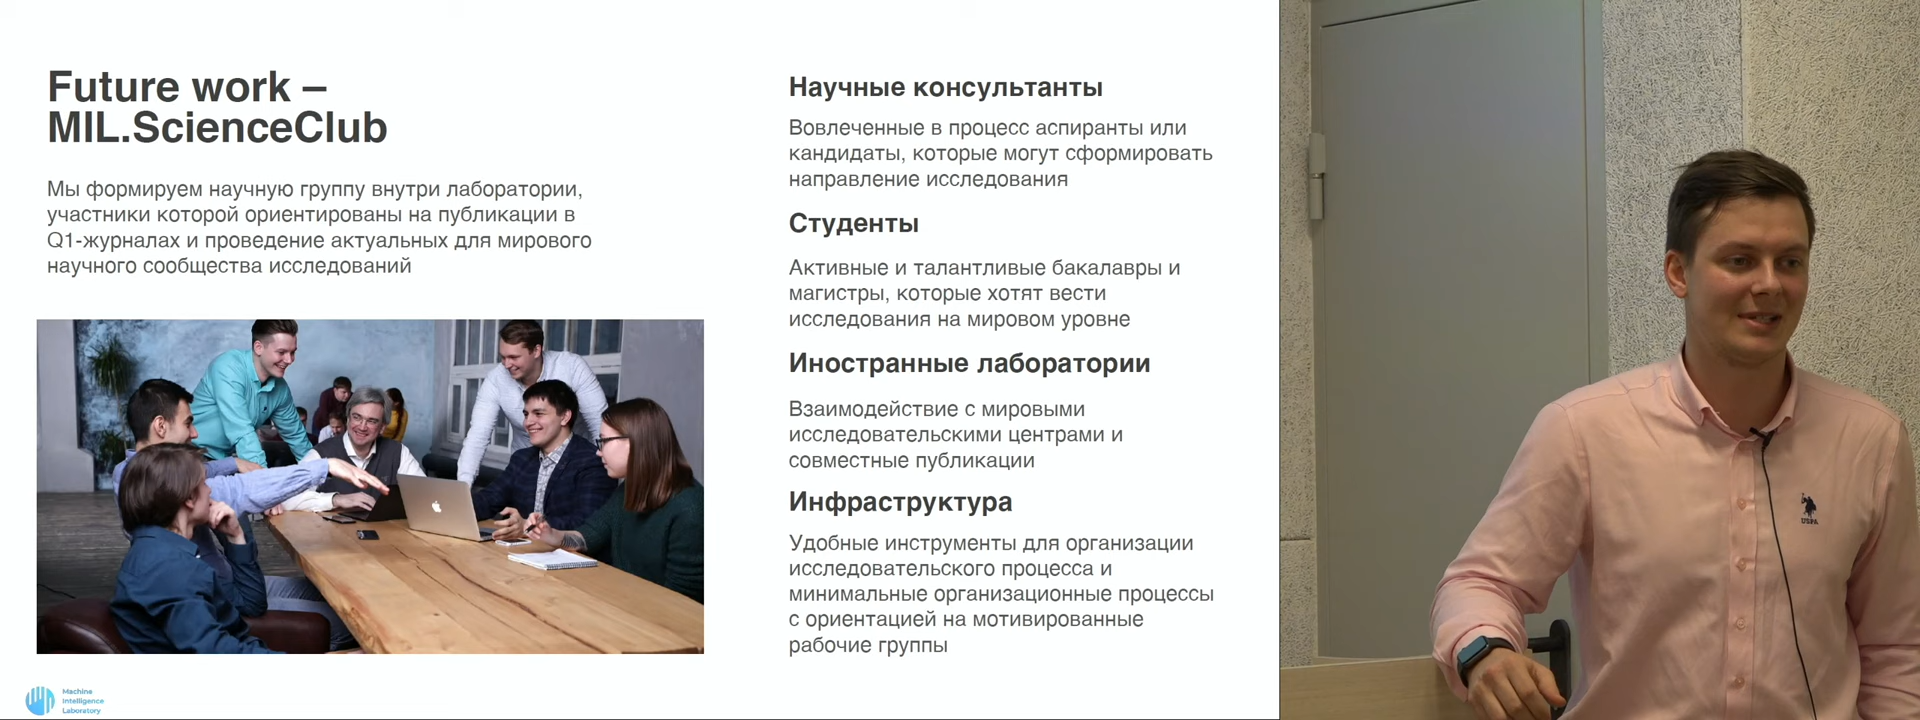 Future work –
MIL.ScienceClub
Мы формируем научную группу внутри лаборатории,
участники которой ориентированы на публикации в
Q1-журналах и проведение актуальных для мирового
научного сообщества исследований
Machine
Intelligence
Laboratory
Научные консультанты
Вовлеченные в процесс аспиранты или
кандидаты, которые могут сформировать
направление исследования
Студенты
Активные и талантливые бакалавры и
магистры, которые хотят вести
исследования на мировом уровне
Иностранные лаборатории
Взаимодействие с мировыми
исследовательскими центрами и
совместные публикации
Инфраструктура
Удобные инструменты для организации
исследовательского процесса и
минимальные организационные процессы
с ориентацией на мотивированные
рабочие группы
USPA